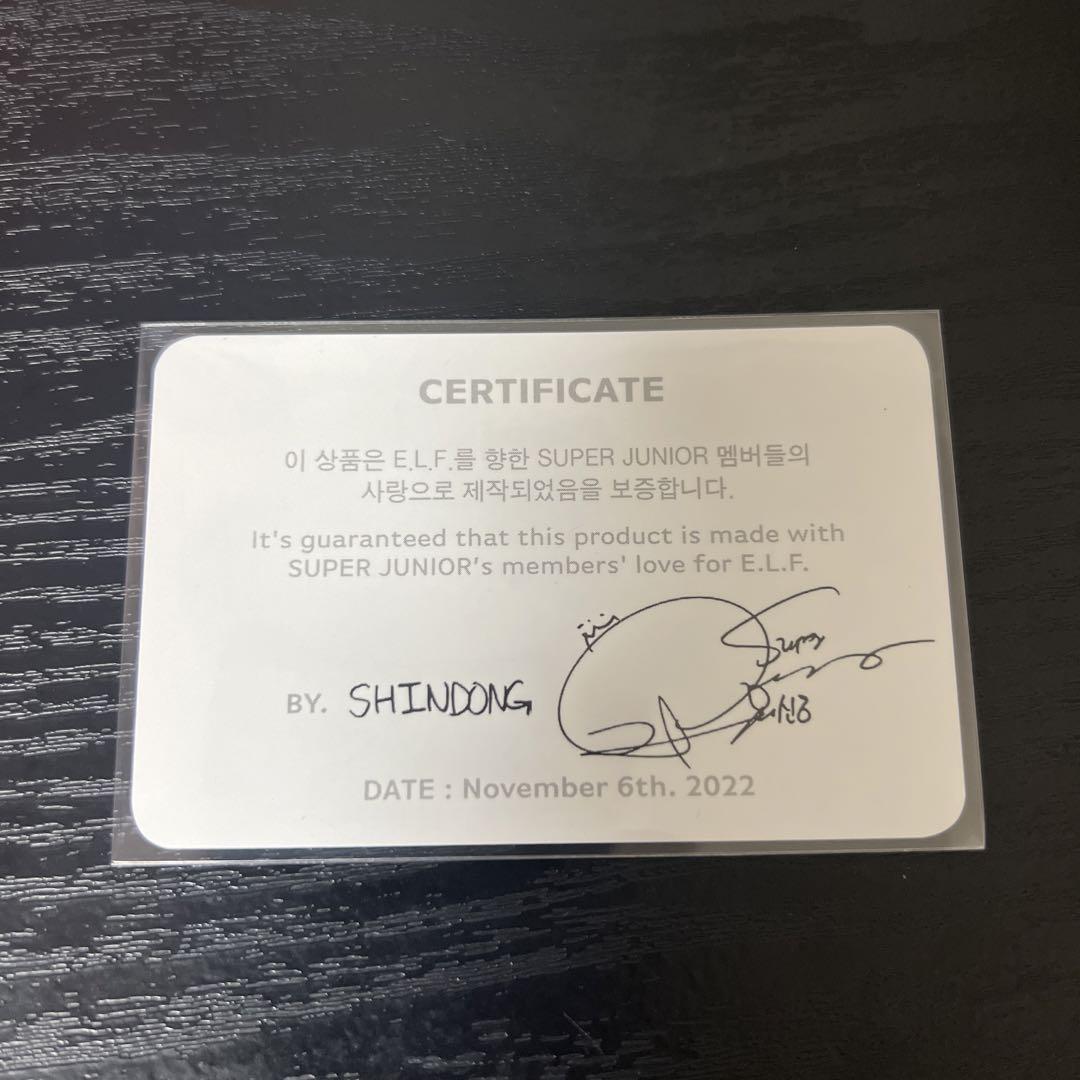 CERTIFICATE
이 상품은 E.L.F.를 향한 SUPER JUNIOR 멤버들의
사랑으로 제작되었음을 보증합니다.
It's guaranteed that this product is made with
SUPER JUNIOR's members' love for E.L.F.
BY. SHINDONG
DATE : November 6th. 2022